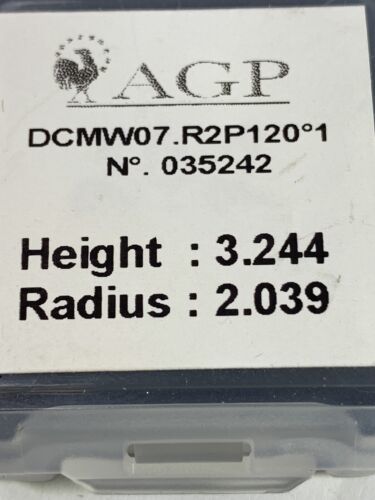 AGP
DCMW07.R2P120°1
N°. 035242
Height : 3.244
Radius : 2.039